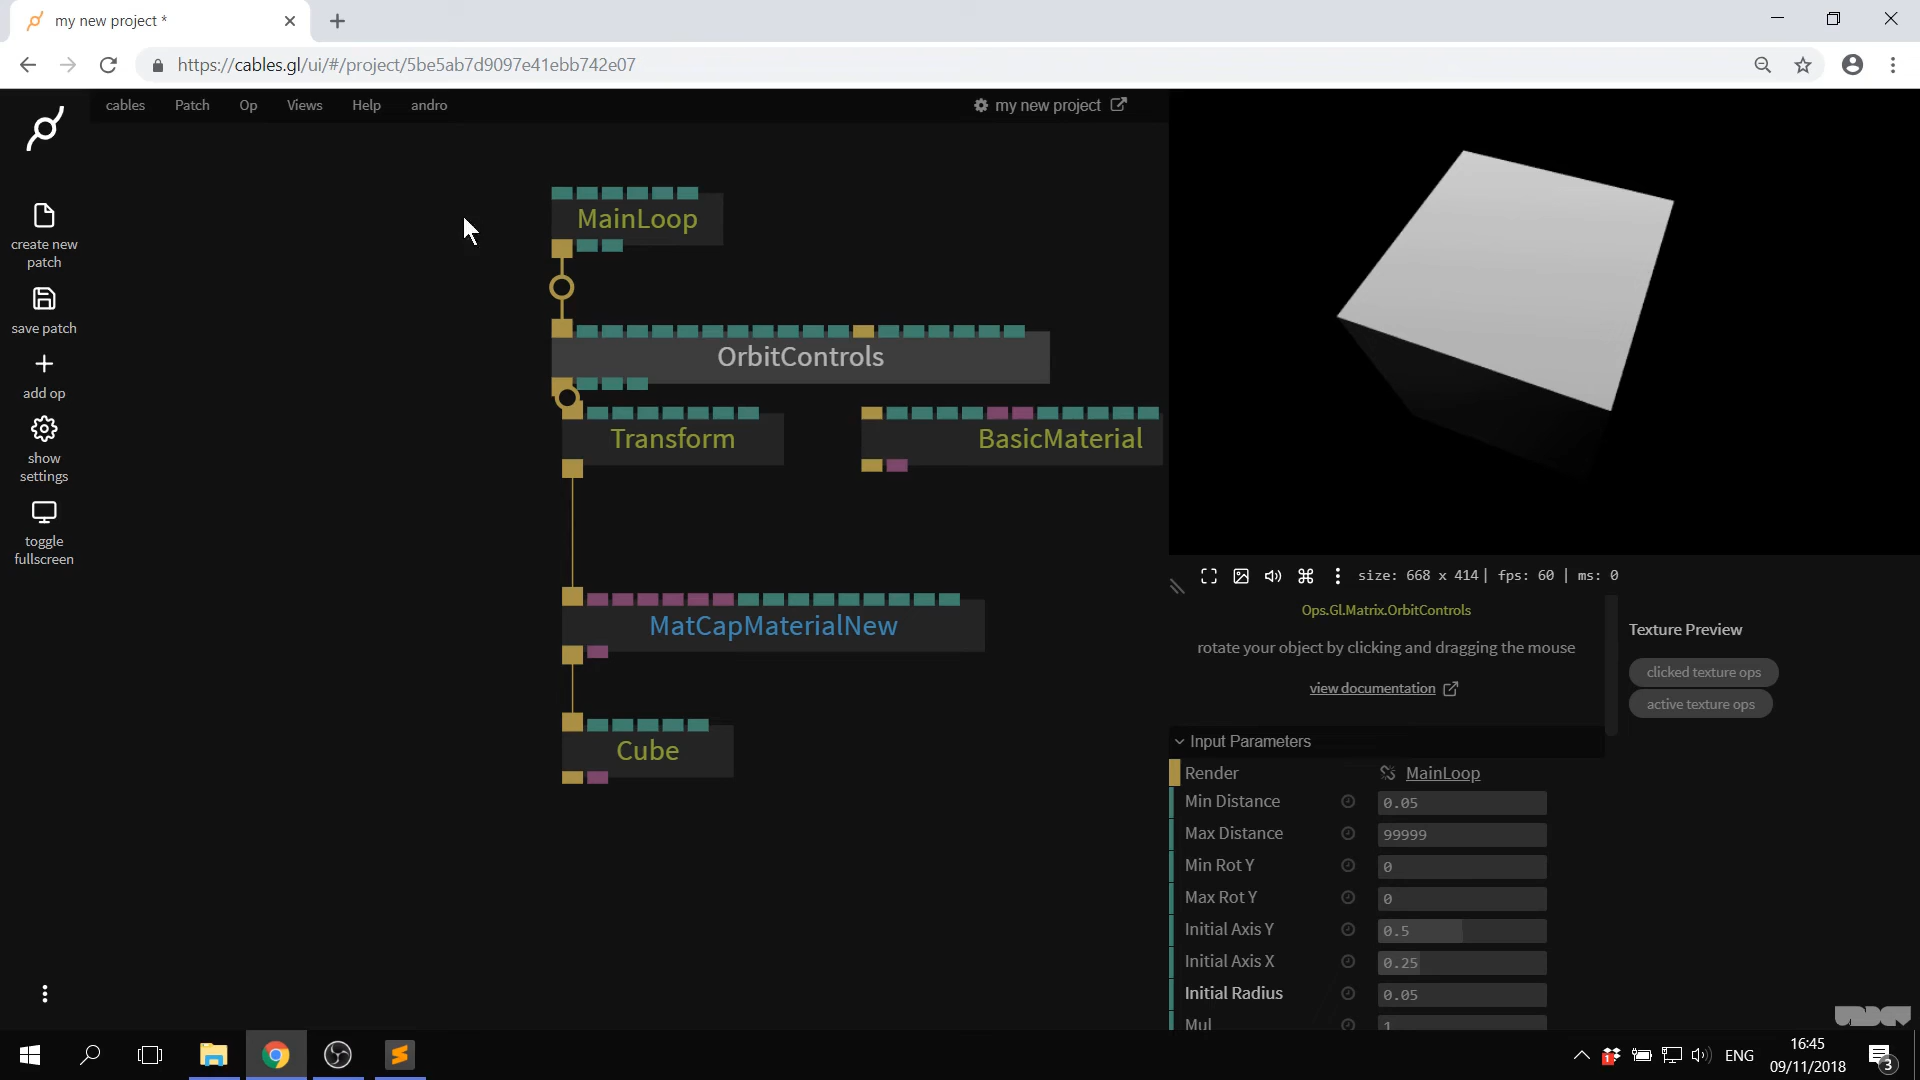 my new project *
https://cables.gl/ui/#/project/5be5ab7d9097e41ebb742e07
cables Patch Op Views Help andro
my new project
create new
patch
save patch
add op
show
settings
toggle
fullscreen
MainLoop
OrbitControls
Transform
BasicMaterial
MatCapMaterialNew
Cube
size: 668 x 414 | fps: 60 | ms: 0
Ops.Gl.Matrix.OrbitControls
rotate your object by clicking and dragging the mouse
view documentation
Texture Preview
clicked texture ops
active texture ops
Input Parameters
Render MainLoop
Min Distance 0.05
Max Distance 99999
Min Rot Y 0
Max Rot Y 0
Initial Axis Y 0.5
Initial Axis X 0.25
Initial Radius 0.05
Mul 1
1
ENG
16:45
09/11/2018
3